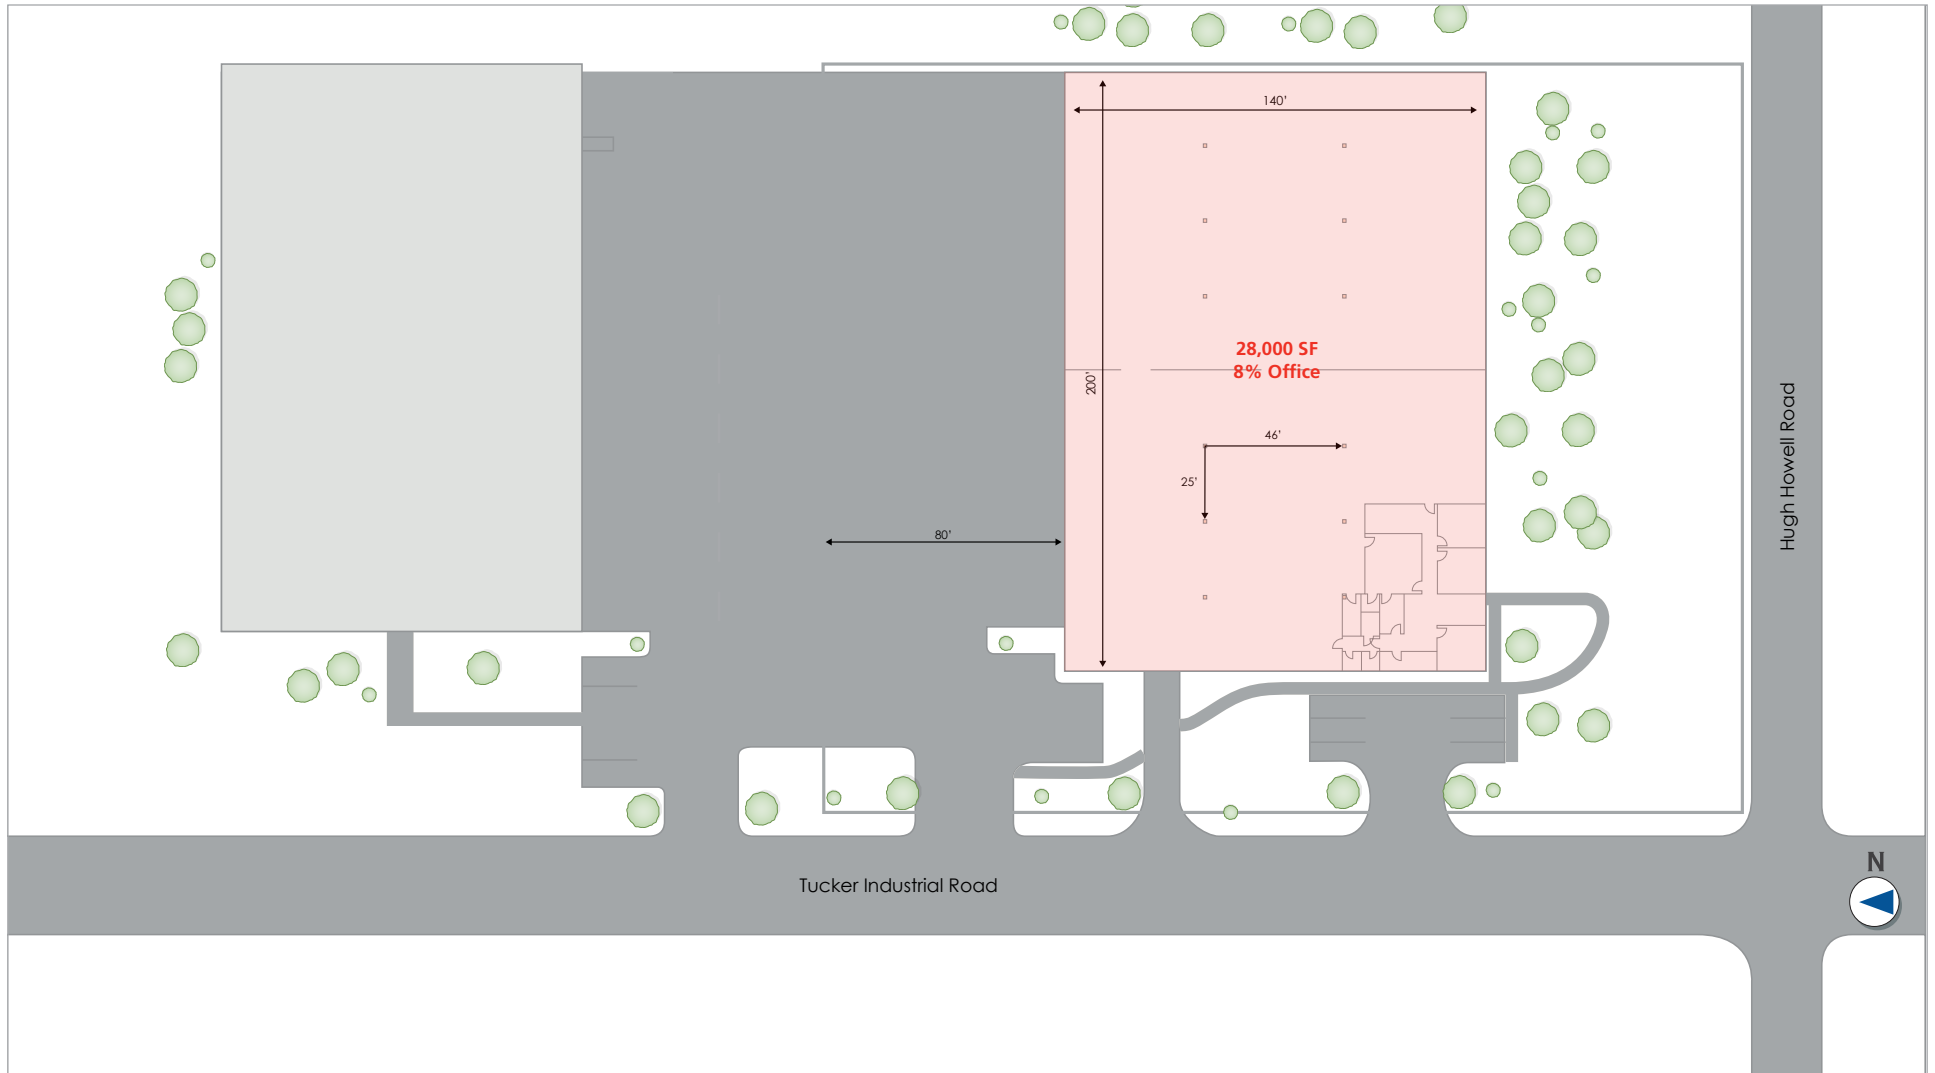 140’
28,000 SF
8% Office
200’
46’
25’
80’
Hugh Howell Road
Tucker Industrial Road
N